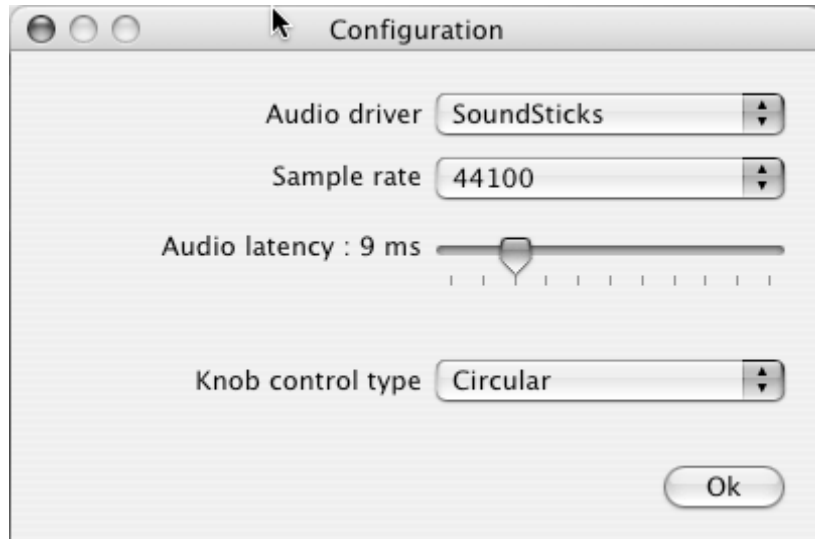 Configuration
Audio driver SoundSticks
Sample rate 44100
Audio latency : 9 ms
Knob control type Circular
Ok